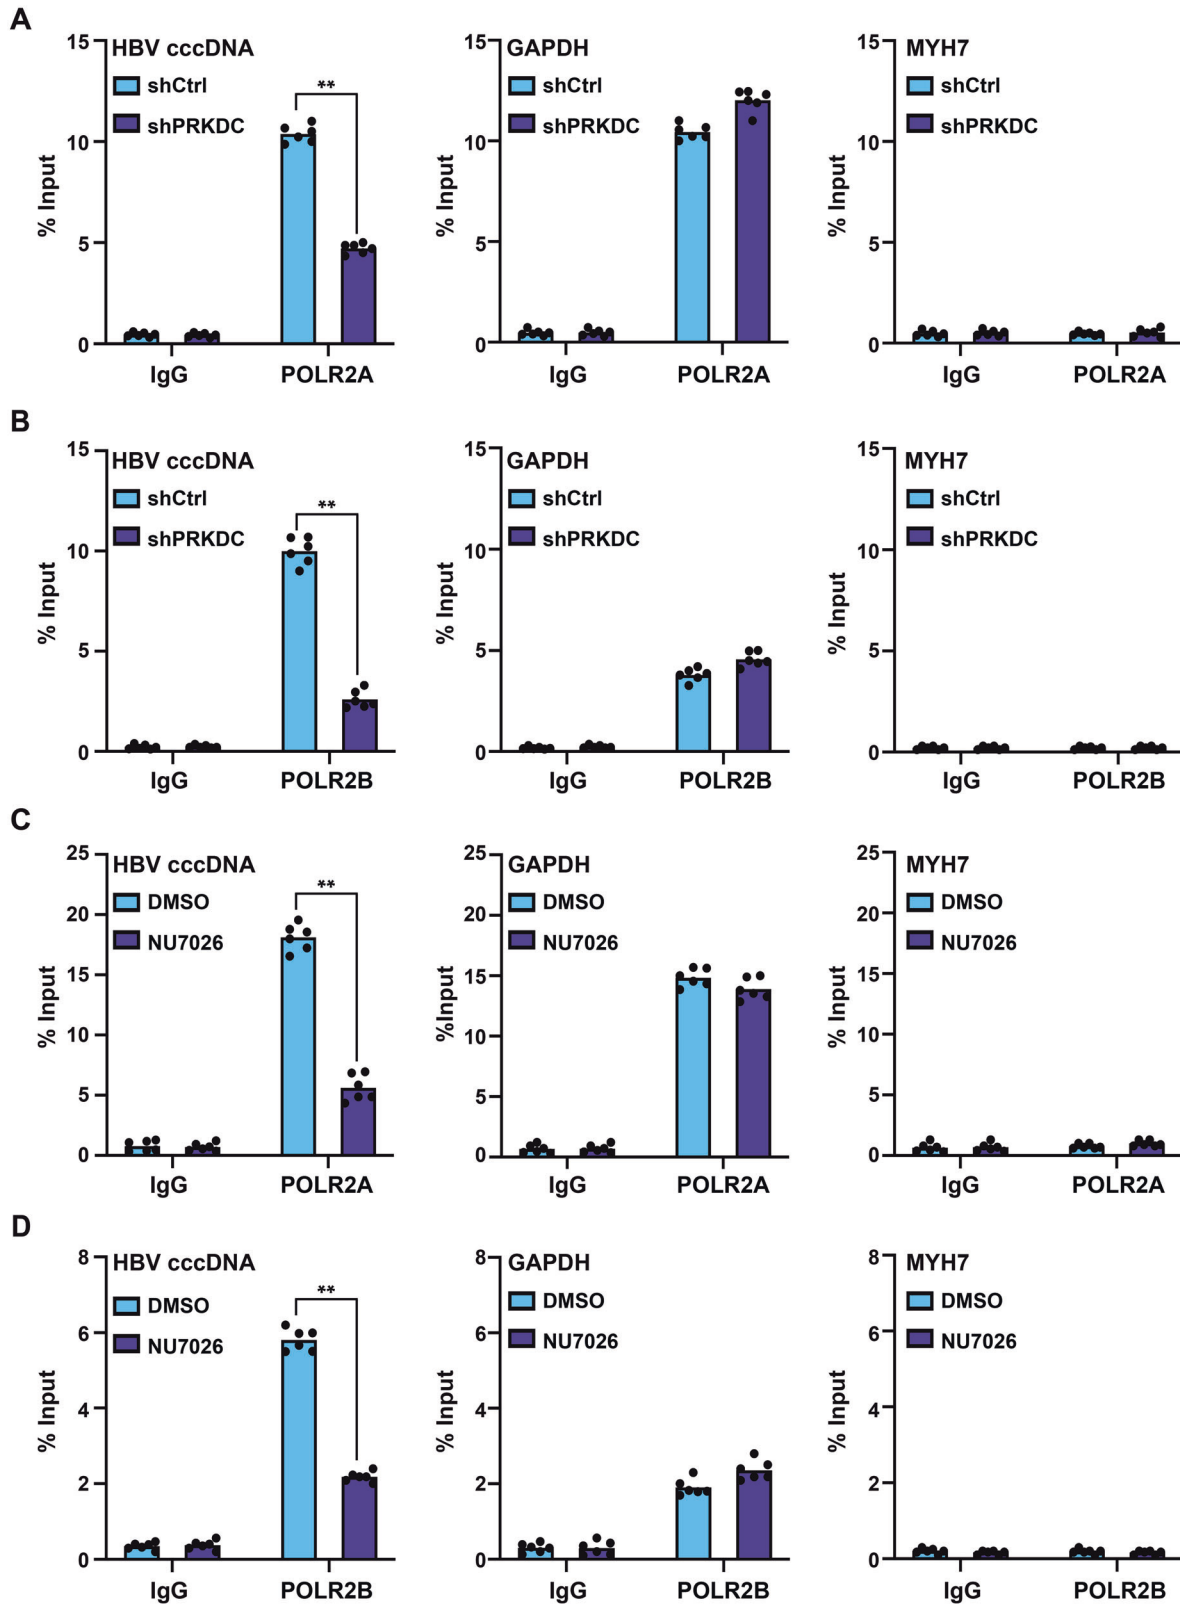 A
HBV cccDNA
shCtrl
shPRKDC
**
% Input
15
10
5
0
IgG
POLR2A
GAPDH
shCtrl
shPRKDC
% Input
15
10
5
0
IgG
POLR2A
MYH7
shCtrl
shPRKDC
% Input
15
10
5
0
IgG
POLR2A
B
HBV cccDNA
shCtrl
shPRKDC
**
% Input
15
10
5
0
IgG
POLR2B
GAPDH
shCtrl
shPRKDC
% Input
15
10
5
0
IgG
POLR2B
MYH7
shCtrl
shPRKDC
% Input
15
10
5
0
IgG
POLR2B
C
HBV cccDNA
DMSO
NU7026
**
% Input
25
20
15
10
5
0
IgG
POLR2A
GAPDH
DMSO
NU7026
%Input
25
20
15
10
5
0
IgG
POLR2A
MYH7
DMSO
NU7026
% Input
25
20
15
10
5
0
IgG
POLR2A
D
HBV cccDNA
DMSO
NU7026
**
% Input
8
6
4
2
0
IgG
POLR2B
GAPDH
DMSO
NU7026
% Input
8
6
4
2
0
IgG
POLR2B
MYH7
DMSO
NU7026
% Input
8
6
4
2
0
IgG
POLR2B